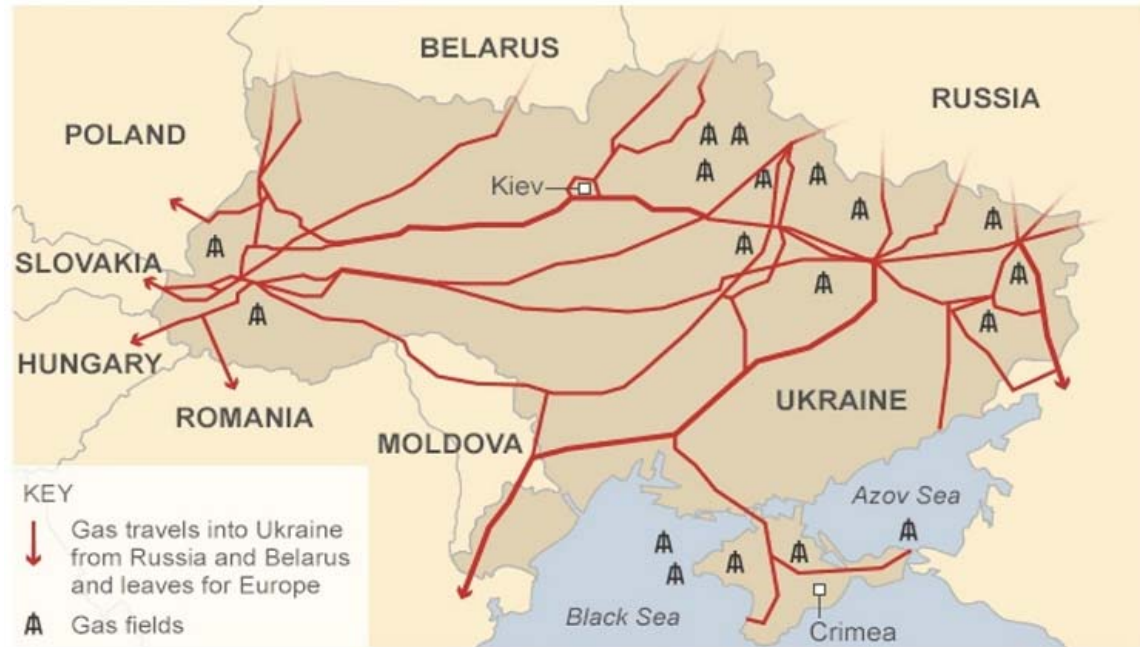 BELARUS
RUSSIA
POLAND
Kiev
SLOVAKIA
HUNGARY
ROMANIA
MOLDOVA
UKRAINE
Azov Sea
Black Sea
Crimea
KEY
Gas travels into Ukraine
from Russia and Belarus
and leaves for Europe
Gas fields